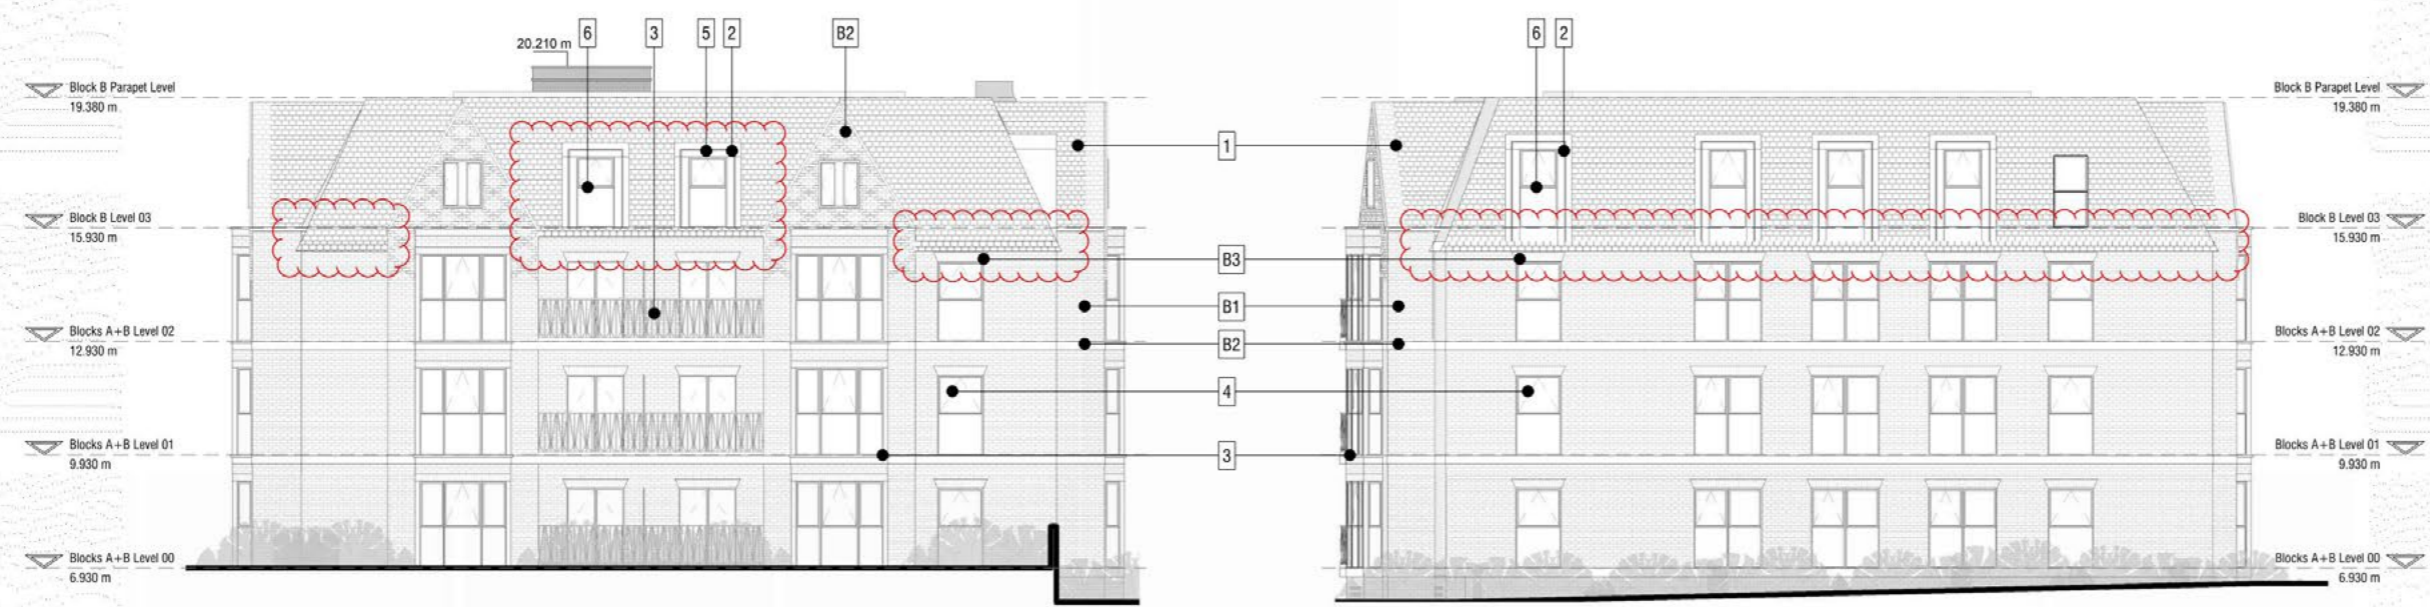 6
3
5
2
B2
6
2
20.210 m
Block B Parapet Level
19.380 m
Block B Parapet Level
19.380 m
1
Block B Level 03
15.930 m
Block B Level 03
15.930 m
B3
B1
Blocks A+B Level 02
12.930 m
B2
Blocks A+B Level 02
12.930 m
4
Blocks A+B Level 01
9.930 m
3
Blocks A+B Level 01
9.930 m
Blocks A+B Level 00
6.930 m
Blocks A+B Level 00
6.930 m